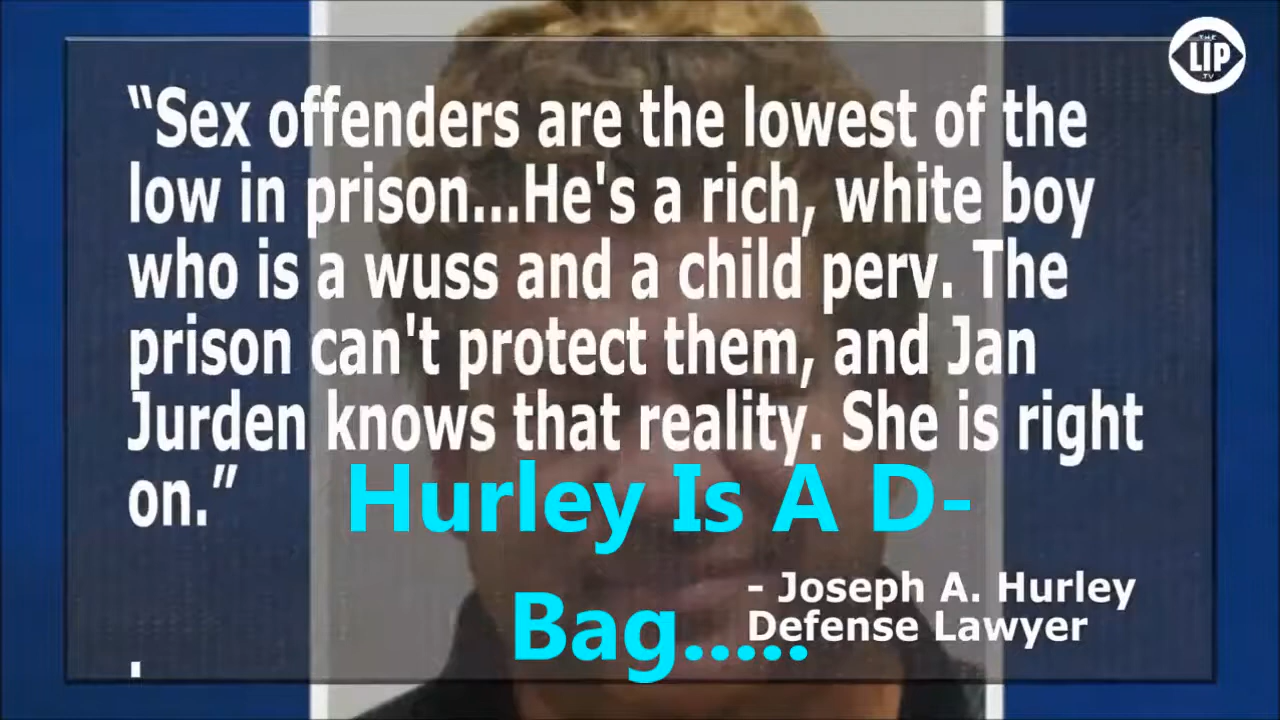 THE
LIP
.TV
“Sex offenders are the lowest of the
low in prison...He's a rich, white boy
who is a wuss and a child perv. The
prison can't protect them, and Jan
Jurden knows that reality. She is right
on.”
Hurley Is A D-
Bag.....
- Joseph A. Hurley
Defense Lawyer
.